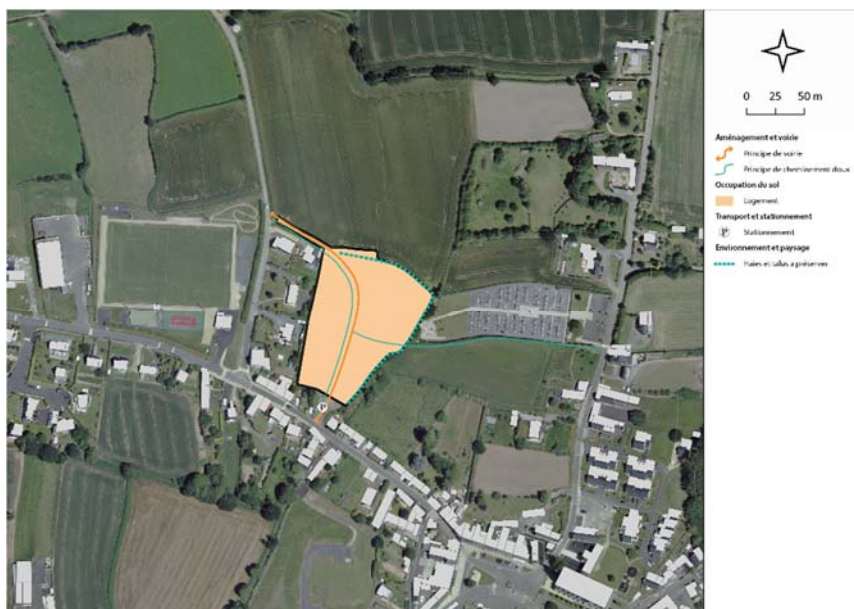 0 25 50 m
Aménagement et voirie
Principe de voirie
Principe de cheminement doux
Occupation du sol
Logement
Transport et stationnement
P Stationnement
Environnement et paysage
Haies et talus à préserver
P